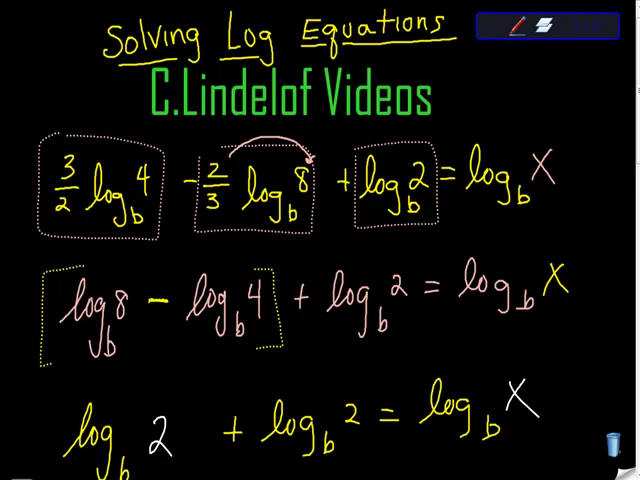 Solving Log Equations
C.Lindelof Videos
3/2 log_b 4 - 2/3 log_b 8 + log_b 2 = log_b x
log_b 8 - log_b 4 + log_b 2 = log_b x
log_b 2 + log_b 2 = log_b x